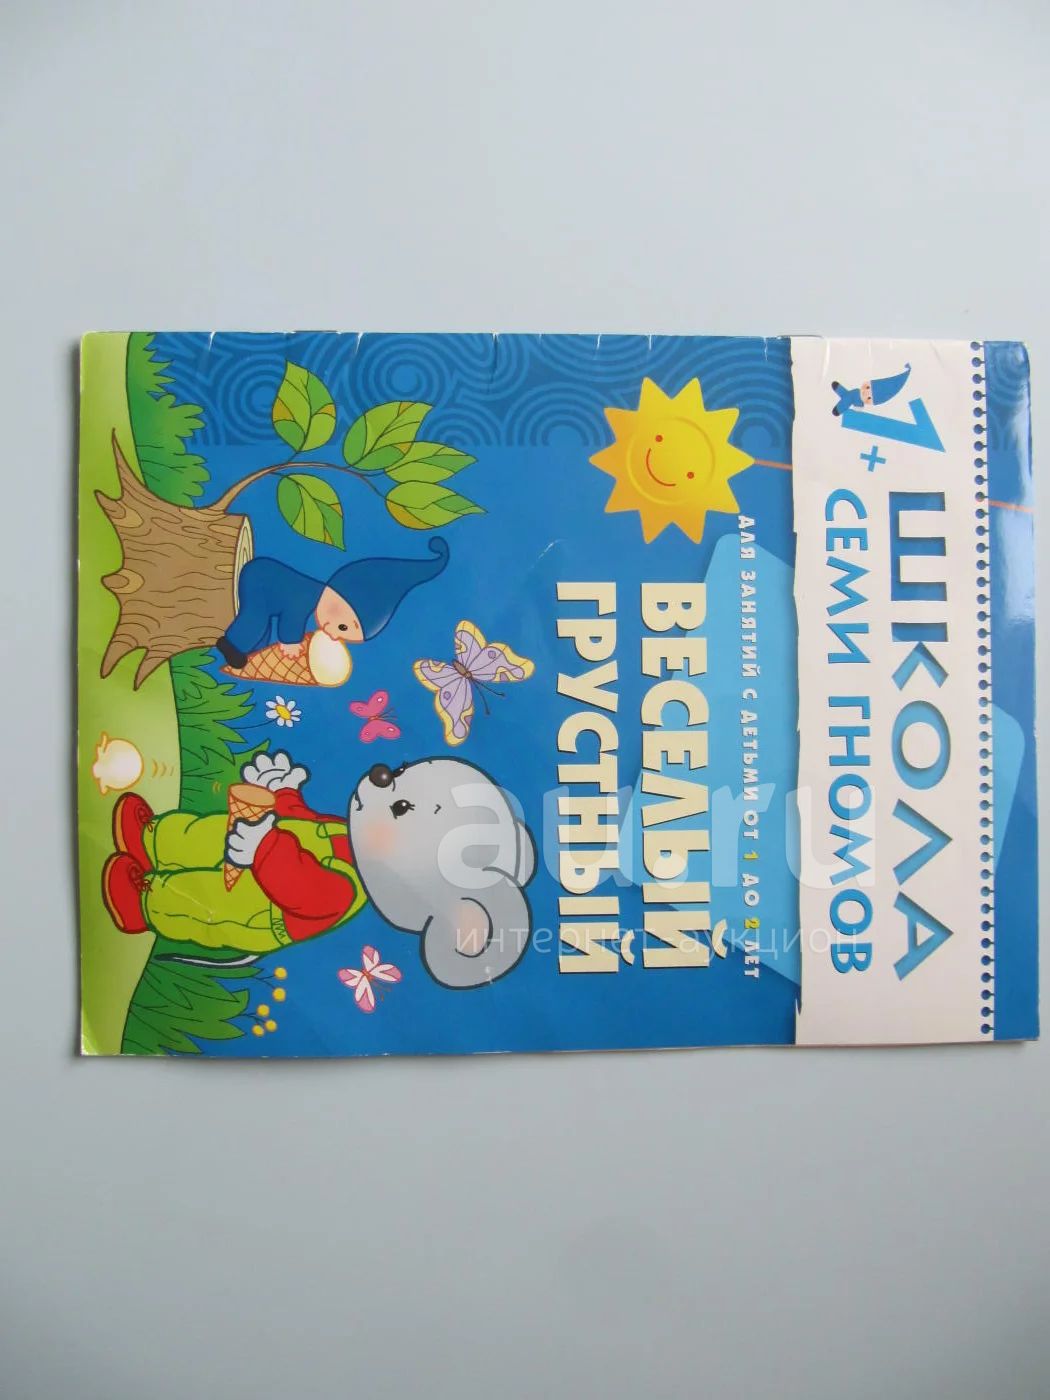 1+
ШКОЛА
СЕМИ ГНОМОВ
ДЛЯ ЗАНЯТИЙ С ДЕТЬМИ ОТ 1 ДО 2 ЛЕТ
ВЕСЕЛЫЙ
ГРУСТНЫЙ
au.ru
интернет аукцион